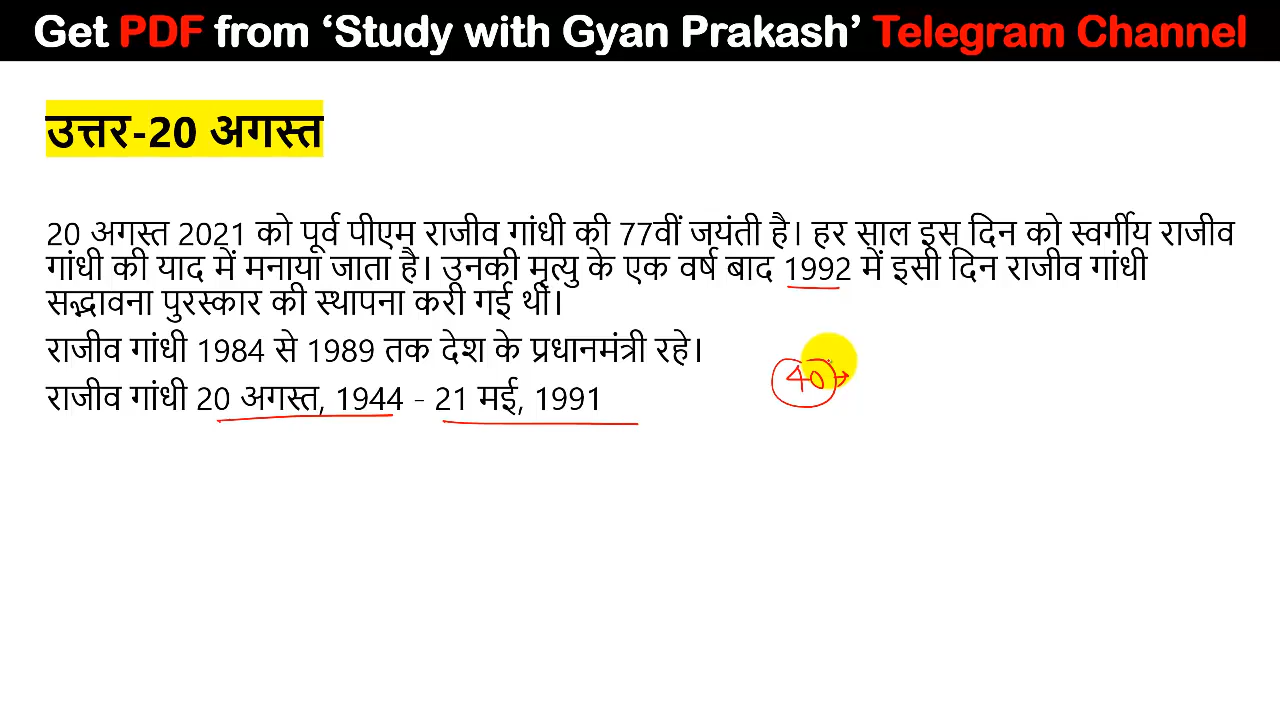 Get PDF from ‘Study with Gyan Prakash’ Telegram Channel
उत्तर-20 अगस्त
20 अगस्त 2021 को पूर्व पीएम राजीव गांधी की 77वीं जयंती है। हर साल इस दिन को स्वर्गीय राजीव
गांधी की याद में मनाया जाता है। उनकी मृत्यु के एक वर्ष बाद 1992 में इसी दिन राजीव गांधी
सद्भावना पुरस्कार की स्थापना करी गई थी।
राजीव गांधी 1984 से 1989 तक देश के प्रधानमंत्री रहे।
40
राजीव गांधी 20 अगस्त, 1944 - 21 मई, 1991